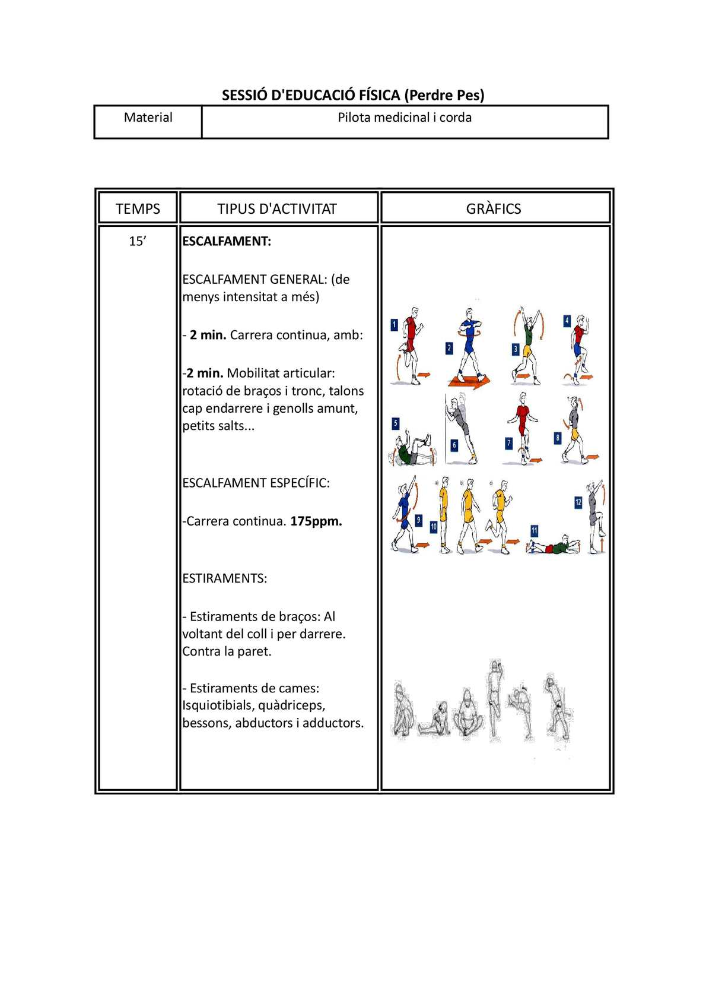 SESSIÓ D'EDUCACIÓ FÍSICA (Perdre Pes)
Material
Pilota medicinal i corda
TEMPS
TIPUS D'ACTIVITAT
GRÀFICS
15’
ESCALFAMENT:
ESCALFAMENT GENERAL: (de
menys intensitat a més)
- 2 min. Carrera continua, amb:
-2 min. Mobilitat articular:
rotació de braços i tronc, talons
cap endarrere i genolls amunt,
petits salts...
ESCALFAMENT ESPECÍFIC:
-Carrera continua. 175ppm.
ESTIRAMENTS:
- Estiraments de braços: Al
voltant del coll i per darrere.
Contra la paret.
- Estiraments de cames:
Isquiotibials, quàdriceps,
bessons, abductors i adductors.
1
2
3
4
5
6
7
8
9
10
a)
b)
c)
11
12